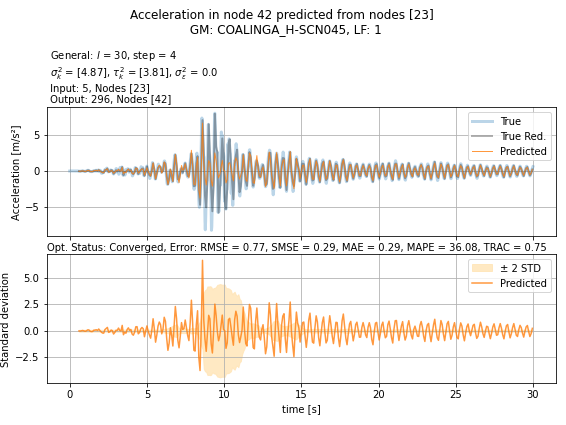 Acceleration in node 42 predicted from nodes [23]
GM: COALINGA_H-SCN045, LF: 1
General: l = 30, step = 4
σ²ₖ = [4.87], τ²ₖ = [3.81], σ²ₑ = 0.0
Input: 5, Nodes [23]
Output: 296, Nodes [42]
Acceleration [m/s²]
5
0
−5
True
True Red.
Predicted
Opt. Status: Converged, Error: RMSE = 0.77, SMSE = 0.29, MAE = 0.29, MAPE = 36.08, TRAC = 0.75
Standard deviation
5.0
2.5
0.0
−2.5
± 2 STD
Predicted
0 5 10 15 20 25 30
time [s]